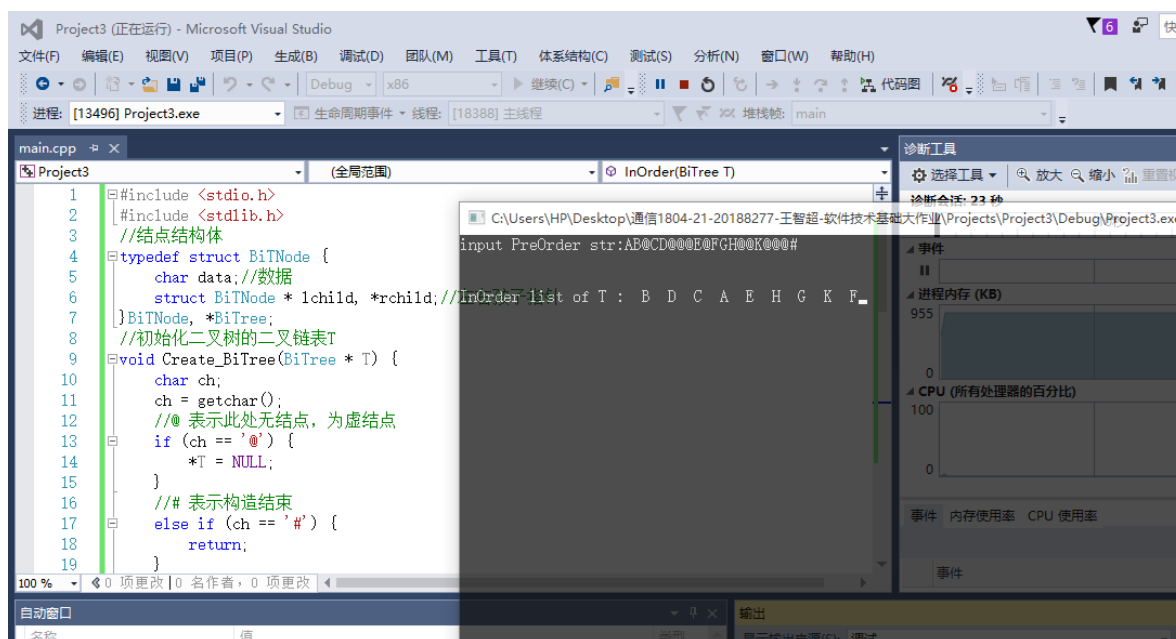 Project3 (正在运行) - Microsoft Visual Studio
6
快
文件(F) 编辑(E) 视图(V) 项目(P) 生成(B) 调试(D) 团队(M) 工具(T) 体系结构(C) 测试(S) 分析(N) 窗口(W) 帮助(H)
Debug x86 继续(C) 代码图
进程: [13496] Project3.exe 生命周期事件 线程: [18388] 主线程 堆栈帧: main
main.cpp
诊断工具
Project3 (全局范围) InOrder(BiTree T)
选择工具 放大 缩小
诊断会话: 23 秒
1 #include <stdio.h>
2 #include <stdlib.h>
3 //结点结构体
4 typedef struct BiTNode {
5 char data;//数据
6 struct BiTNode * lchild, *rchild;//
7 }BiTNode, *BiTree;
8 //初始化二叉树的二叉链表T
9 void Create_BiTree(BiTree * T) {
10 char ch;
11 ch = getchar();
12 //@ 表示此处无结点，为虚结点
13 if (ch == '@') {
14 *T = NULL;
15 }
16 //# 表示构造结束
17 else if (ch == '#') {
18 return;
19 }
C:\Users\HP\Desktop\通信1804-21-20188277-王智超-软件技术基础大作业\Projects\Project3\Debug\Project3.exe
input PreOrder str:AB@CD@@@E@FGH@@K@@@#
InOrder list of T : B D C A E H G K F
事件
进程内存 (KB)
955
0
CPU (所有处理器的百分比)
100
0
事件 内存使用率 CPU 使用率
事件
100 % 0 项更改 | 0 名作者，0 项更改
自动窗口
输出
名称 值 类型
显示输出来源(S): 调试